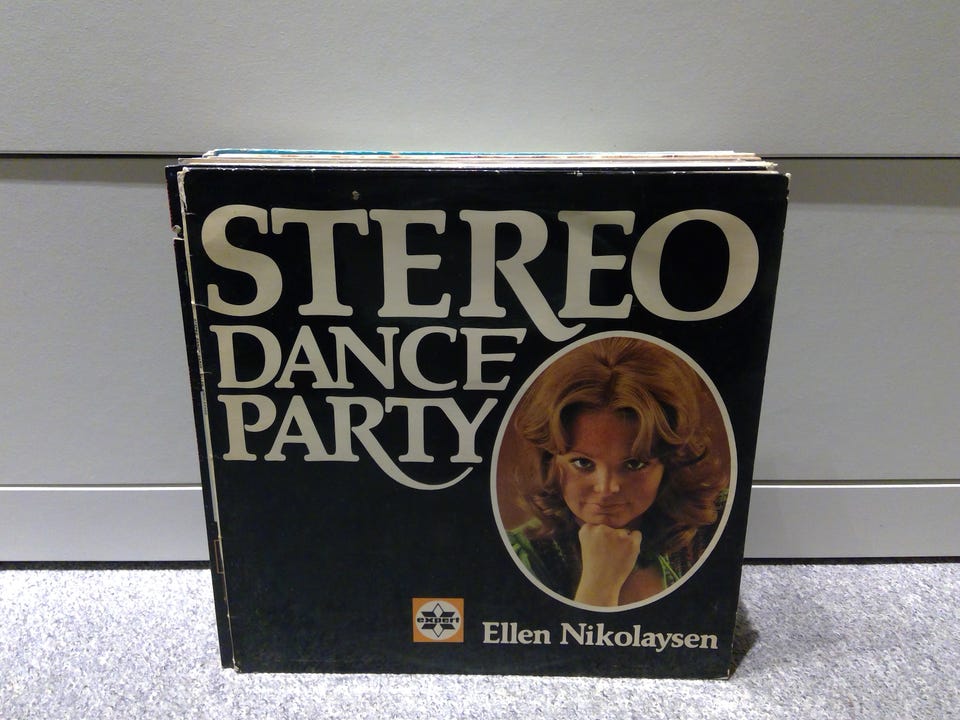 STEREO
DANCE
PARTY
expert
Ellen Nikolaysen